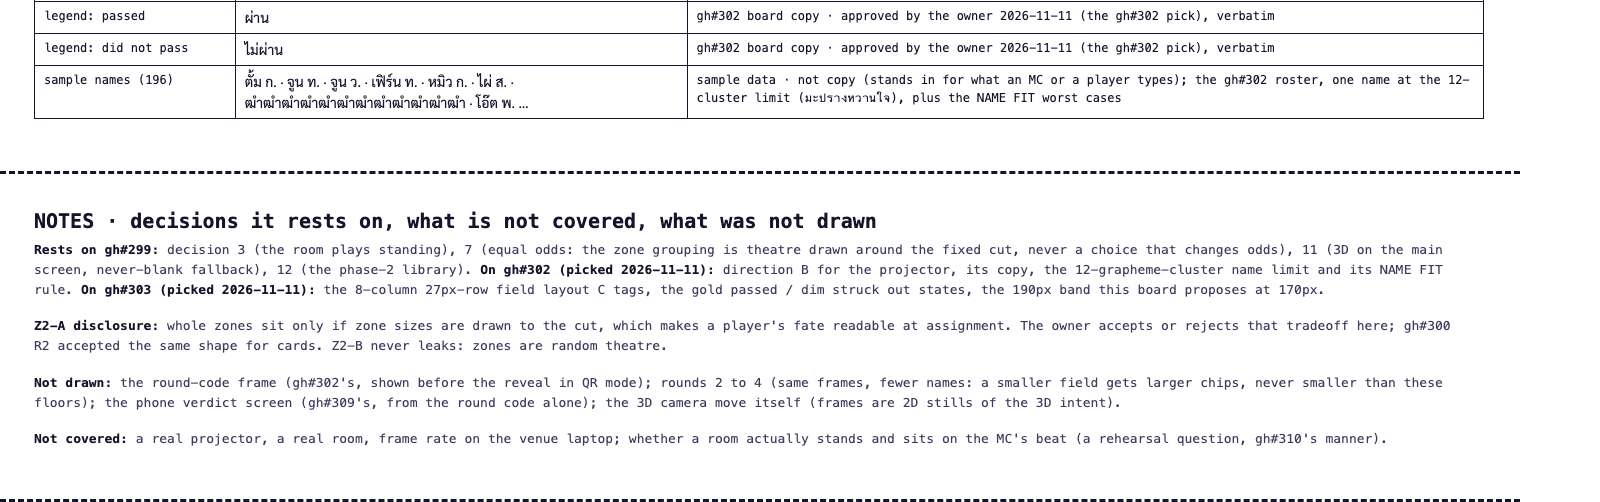 legend: passed
ผ่าน
gh#302 board copy · approved by the owner 2026-11-11 (the gh#302 pick), verbatim
legend: did not pass
ไม่ผ่าน
gh#302 board copy · approved by the owner 2026-11-11 (the gh#302 pick), verbatim
sample names (196)
ตั้ม ก. · จูน ท. · จูน ว. · เฟิร์น ท. · หมิว ก. · ไผ่ ส. ·
ฒำฒำฒำฒำฒำฒำฒำฒำฒำฒำฒำฒำ · โอ๊ต พ. ...
sample data · not copy (stands in for what an MC or a player types); the gh#302 roster, one name at the 12-
cluster limit (มะปรางหวานใจ), plus the NAME FIT worst cases
NOTES · decisions it rests on, what is not covered, what was not drawn
Rests on gh#299: decision 3 (the room plays standing), 7 (equal odds: the zone grouping is theatre drawn around the fixed cut, never a choice that changes odds), 11 (3D on the main
screen, never-blank fallback), 12 (the phase-2 library). On gh#302 (picked 2026-11-11): direction B for the projector, its copy, the 12-grapheme-cluster name limit and its NAME FIT
rule. On gh#303 (picked 2026-11-11): the 8-column 27px-row field layout C tags, the gold passed / dim struck out states, the 190px band this board proposes at 170px.
Z2-A disclosure: whole zones sit only if zone sizes are drawn to the cut, which makes a player's fate readable at assignment. The owner accepts or rejects that tradeoff here; gh#300
R2 accepted the same shape for cards. Z2-B never leaks: zones are random theatre.
Not drawn: the round-code frame (gh#302's, shown before the reveal in QR mode); rounds 2 to 4 (same frames, fewer names: a smaller field gets larger chips, never smaller than these
floors); the phone verdict screen (gh#309's, from the round code alone); the 3D camera move itself (frames are 2D stills of the 3D intent).
Not covered: a real projector, a real room, frame rate on the venue laptop; whether a room actually stands and sits on the MC's beat (a rehearsal question, gh#310's manner).